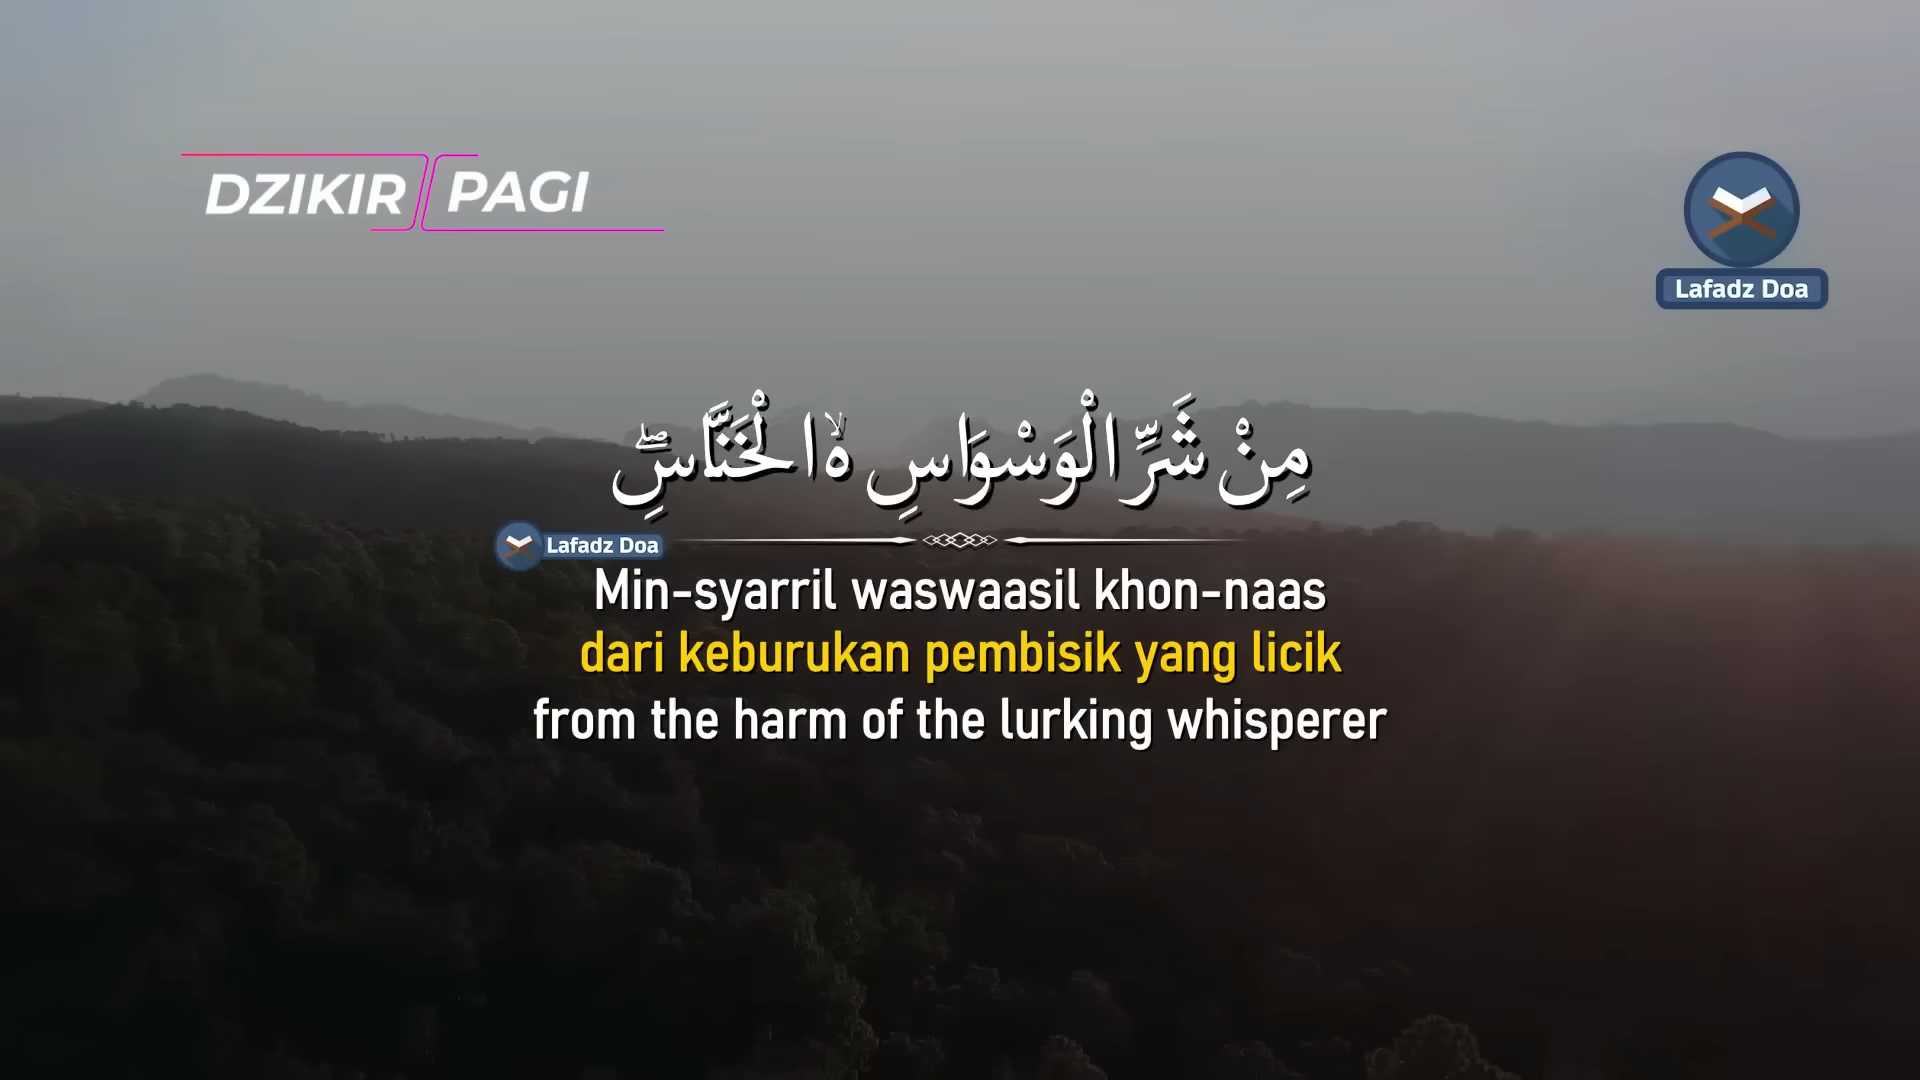 DZIKIR PAGI
Lafadz Doa
مِنْ شَرِّ الْوَسْوَاسِ ەۙ الْخَنَّاسِۖ
Lafadz Doa
Min-syarril waswaasil khon-naas
dari keburukan pembisik yang licik
from the harm of the lurking whisperer